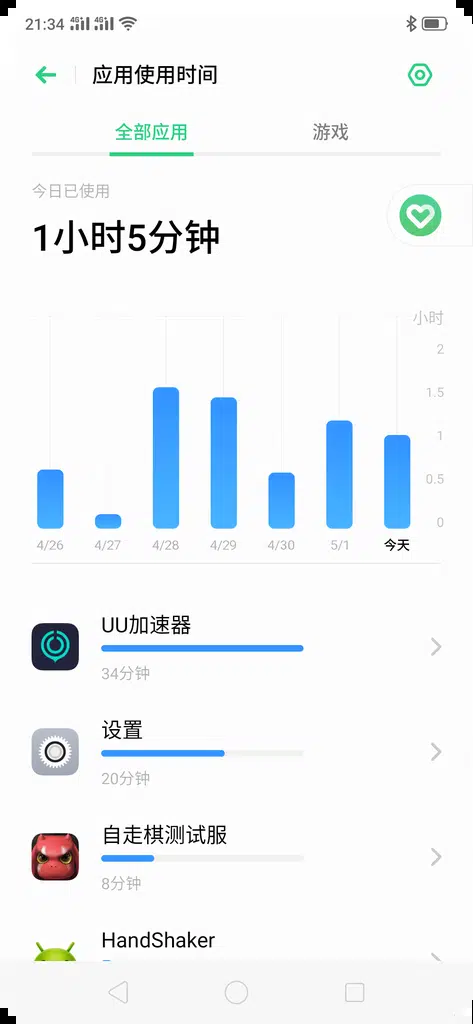 21:34 4G 4G
应用使用时间
全部应用 游戏
今日已使用
1小时5分钟
小时
2
1.5
1
0.5
0
4/26 4/27 4/28 4/29 4/30 5/1 今天
UU加速器
34分钟
设置
20分钟
自走棋测试服
8分钟
HandShaker